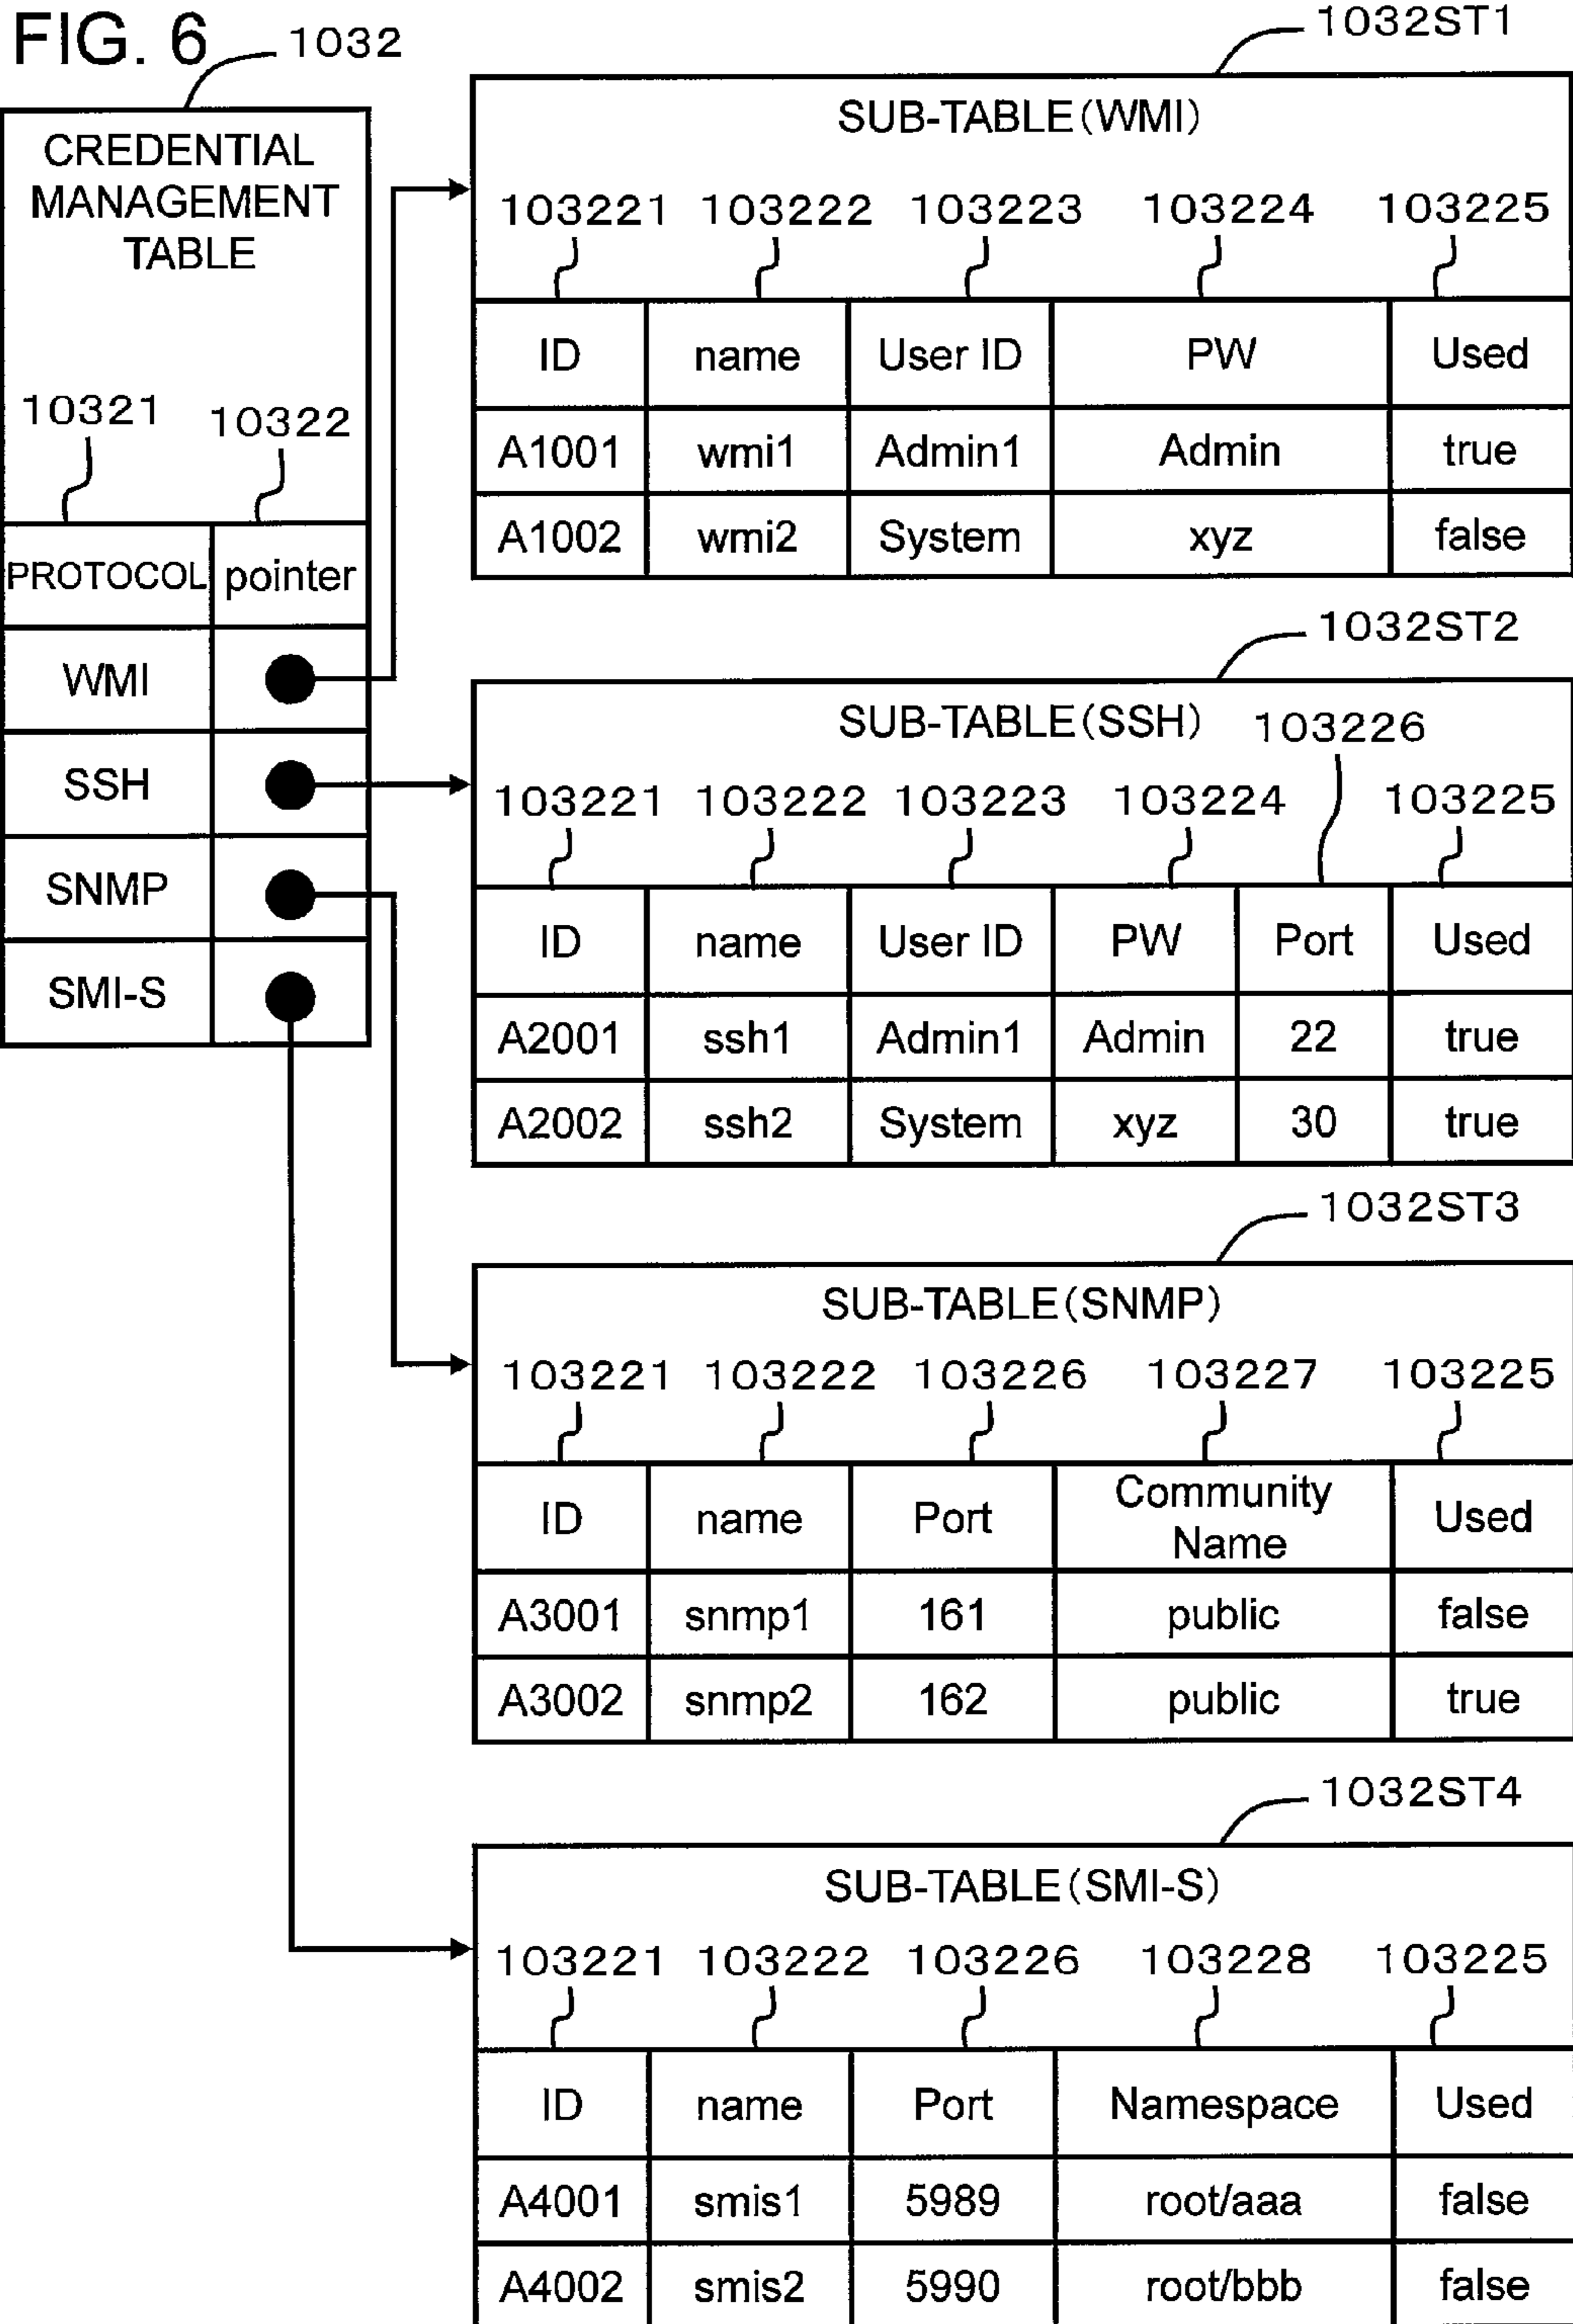 FIG. 6
1032
CREDENTIAL
MANAGEMENT
TABLE
10321 10322
PROTOCOL pointer
WMI
SSH
SNMP
SMI-S
1032ST1
SUB-TABLE(WMI)
103221 103222 103223 103224 103225
ID name User ID PW Used
A1001 wmi1 Admin1 Admin true
A1002 wmi2 System xyz false
1032ST2
SUB-TABLE(SSH) 103226
103221 103222 103223 103224 103225
ID name User ID PW Port Used
A2001 ssh1 Admin1 Admin 22 true
A2002 ssh2 System xyz 30 true
1032ST3
SUB-TABLE(SNMP)
103221 103222 103226 103227 103225
ID name Port Community Name Used
A3001 snmp1 161 public false
A3002 snmp2 162 public true
1032ST4
SUB-TABLE(SMI-S)
103221 103222 103226 103228 103225
ID name Port Namespace Used
A4001 smis1 5989 root/aaa false
A4002 smis2 5990 root/bbb false